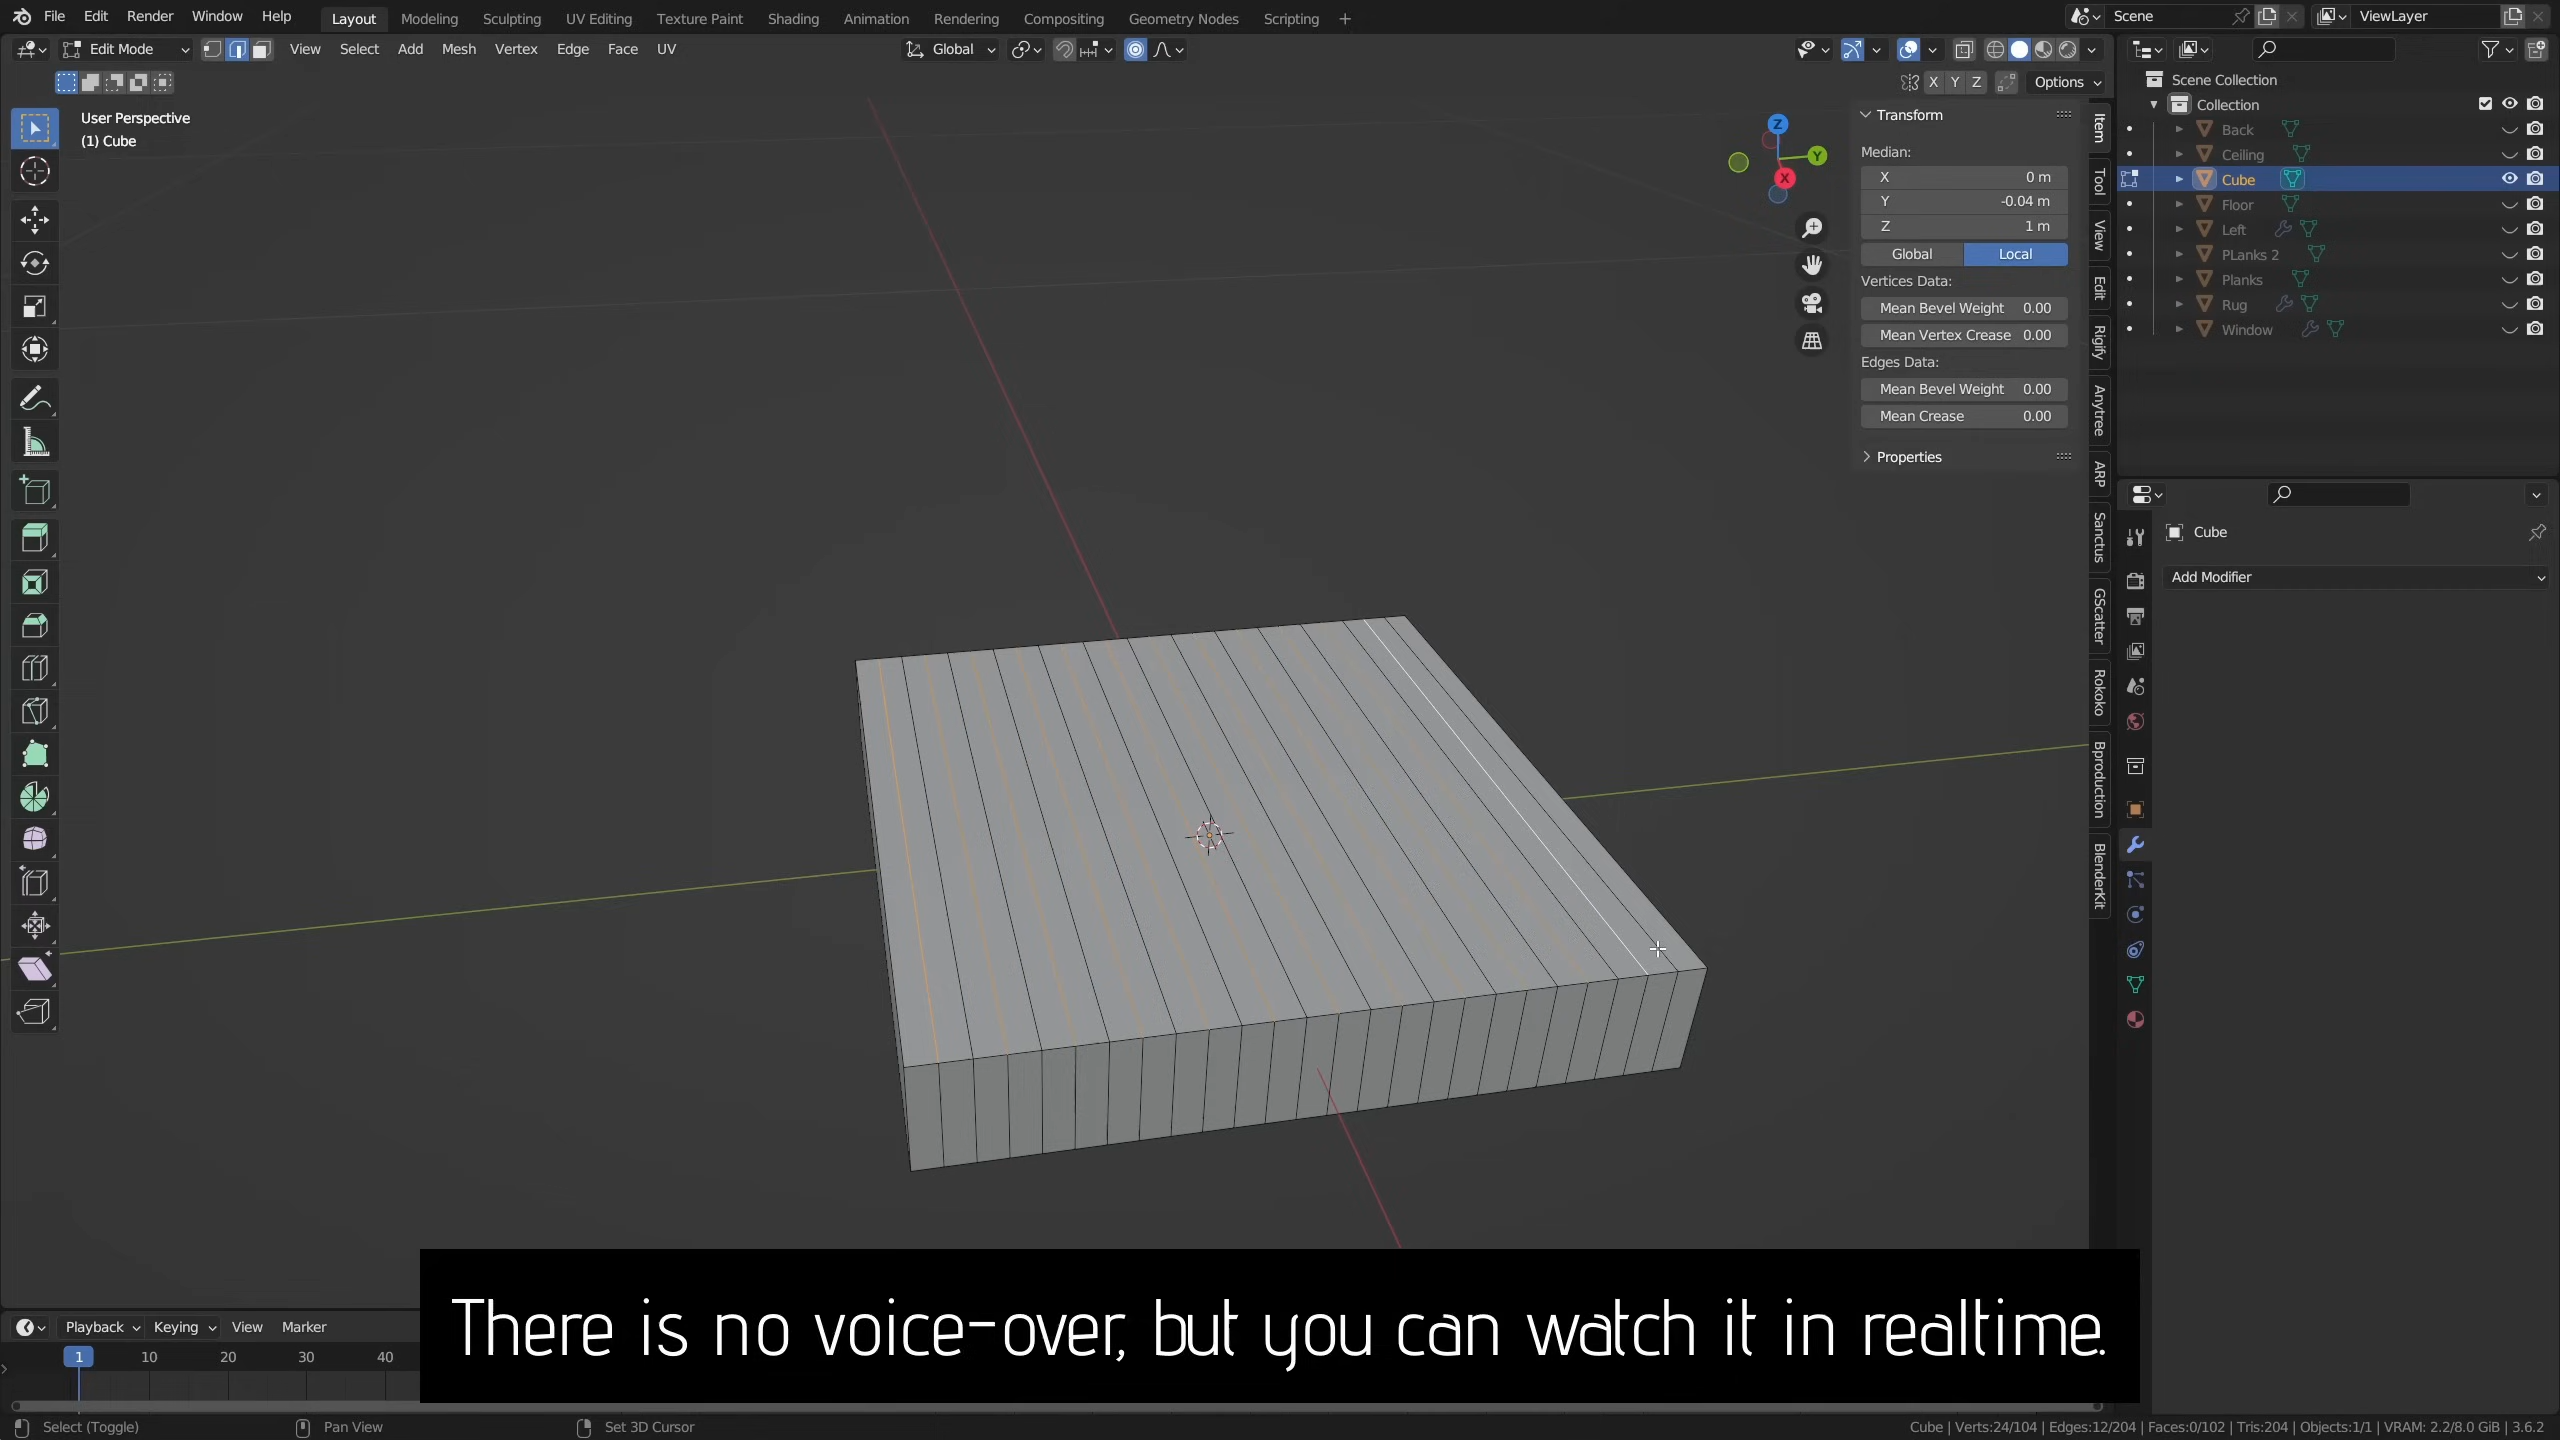 File Edit Render Window Help Layout Modeling Sculpting UV Editing Texture Paint Shading Animation Rendering Compositing Geometry Nodes Scripting + Scene ViewLayer
Edit Mode View Select Add Mesh Vertex Edge Face UV Global
X Y Z Options
User Perspective
(1) Cube
Z
Y
X
Transform
Median:
X 0 m
Y -0.04 m
Z 1 m
Global Local
Vertices Data:
Mean Bevel Weight 0.00
Mean Vertex Crease 0.00
Edges Data:
Mean Bevel Weight 0.00
Mean Crease 0.00
Properties
Item
Tool
View
Edit
Rigify
Anytree
ARP
Sanctus
GScatter
Rokoko
Bproduction
BlenderKit
Scene Collection
Collection
Back
Ceiling
Cube
Floor
Left
PLanks 2
Planks
Rug
Window
Cube
Add Modifier
There is no voice-over, but you can watch it in realtime.
Playback Keying View Marker
1 10 20 30 40
Select (Toggle) Pan View Set 3D Cursor
Cube | Verts:24/104 | Edges:12/204 | Faces:0/102 | Tris:204 | Objects:1/1 | VRAM: 2.2/8.0 GiB | 3.6.2